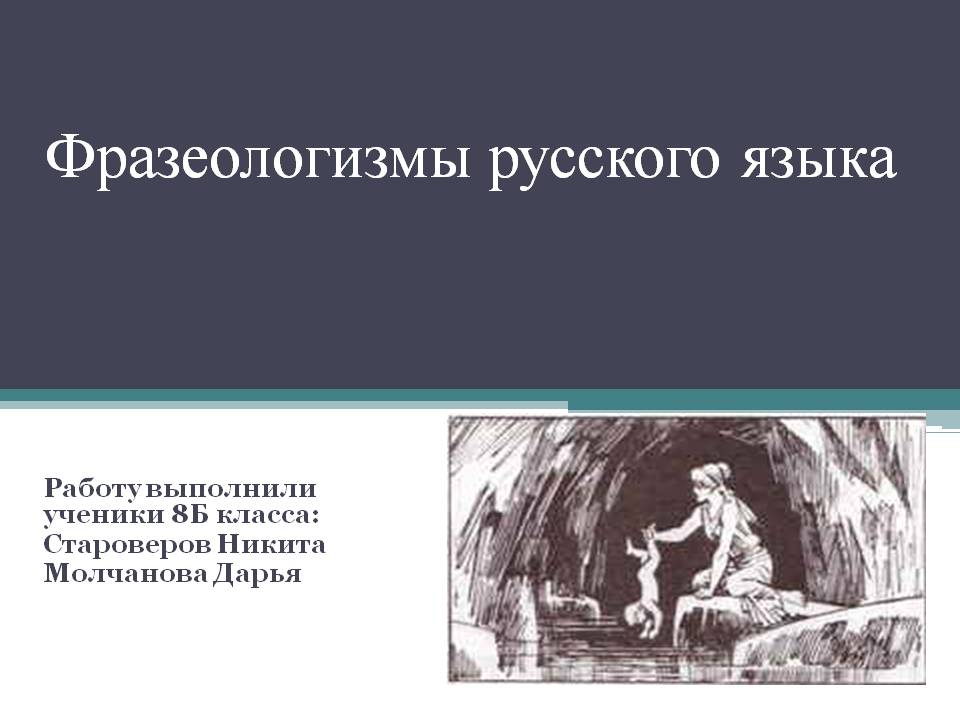 Фразеологизмы русского языка
Работу выполнили
ученики 8Б класса:
Староверов Никита
Молчанова Дарья